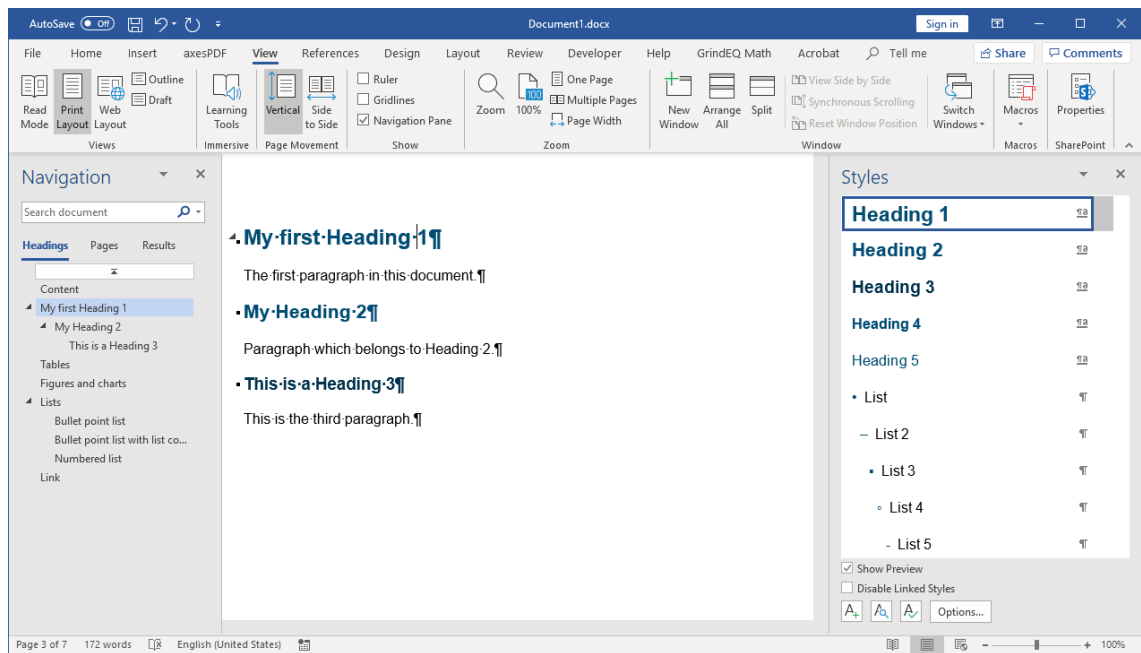 AutoSave Off Document1.docx Sign in
File Home Insert axesPDF View References Design Layout Review Developer Help GrindEQ Math Acrobat Tell me Share Comments
Read Mode
Print Layout
Web Layout
Outline
Draft
Views
Learning Tools
Immersive
Vertical
Side to Side
Page Movement
Ruler
Gridlines
Navigation Pane
Show
Zoom
100%
One Page
Multiple Pages
Page Width
Zoom
New Window
Arrange All
Split
View Side by Side
Synchronous Scrolling
Reset Window Position
Switch Windows
Window
Macros
Macros
Properties
SharePoint
Navigation
Search document
Headings Pages Results
Content
My first Heading 1
My Heading 2
This is a Heading 3
Tables
Figures and charts
Lists
Bullet point list
Bullet point list with list co...
Numbered list
Link
My·first·Heading·1¶
The·first·paragraph·in·this·document.¶
My·Heading·2¶
Paragraph·which·belongs·to·Heading·2.¶
This·is·a·Heading·3¶
This·is·the·third·paragraph.¶
Styles
Heading 1 ¶a
Heading 2 ¶a
Heading 3 ¶a
Heading 4 ¶a
Heading 5 ¶a
• List ¶
– List 2 ¶
▪ List 3 ¶
∘ List 4 ¶
- List 5 ¶
Show Preview
Disable Linked Styles
Options...
Page 3 of 7 172 words English (United States) - + 100%